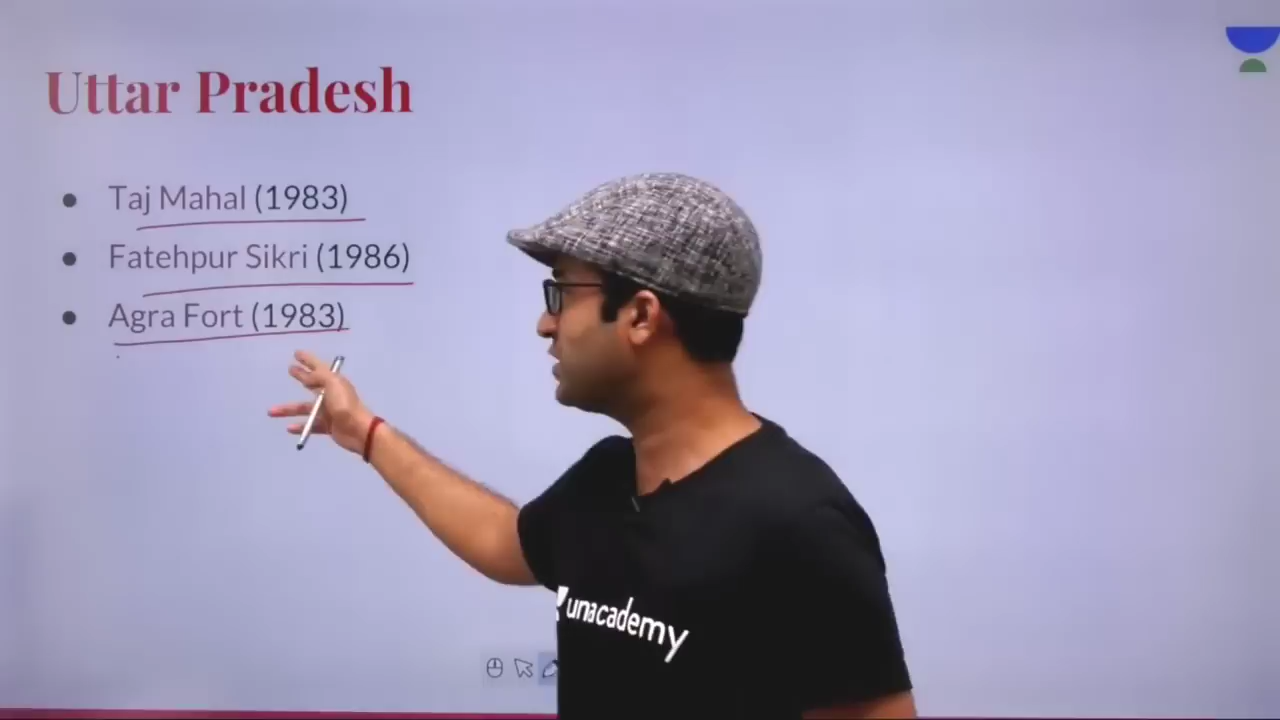 Uttar Pradesh
● Taj Mahal (1983)
● Fatehpur Sikri (1986)
● Agra Fort (1983)
unacademy